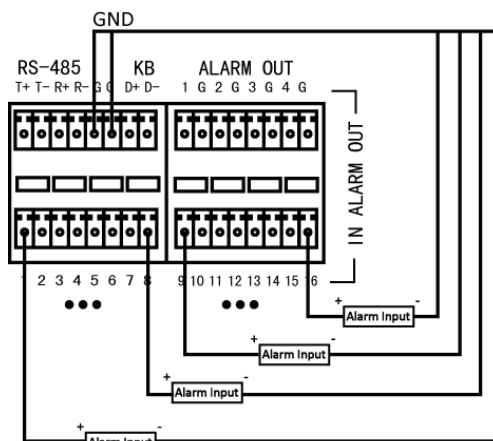 GND
RS-485 KB ALARM OUT
T+ T- R+ R- G G D+ D- 1 G 2 G 3 G 4 G
IN ALARM OUT
1 2 3 4 5 6 7 8 9 10 11 12 13 14 15 16
+ Alarm Input -
+ Alarm Input -
+ Alarm Input -
+ Alarm Input -